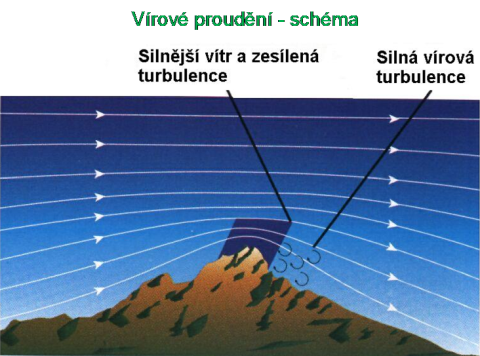 Vírové proudění - schéma
Silnější vítr a zesílená
turbulence
Silná vírová
turbulence